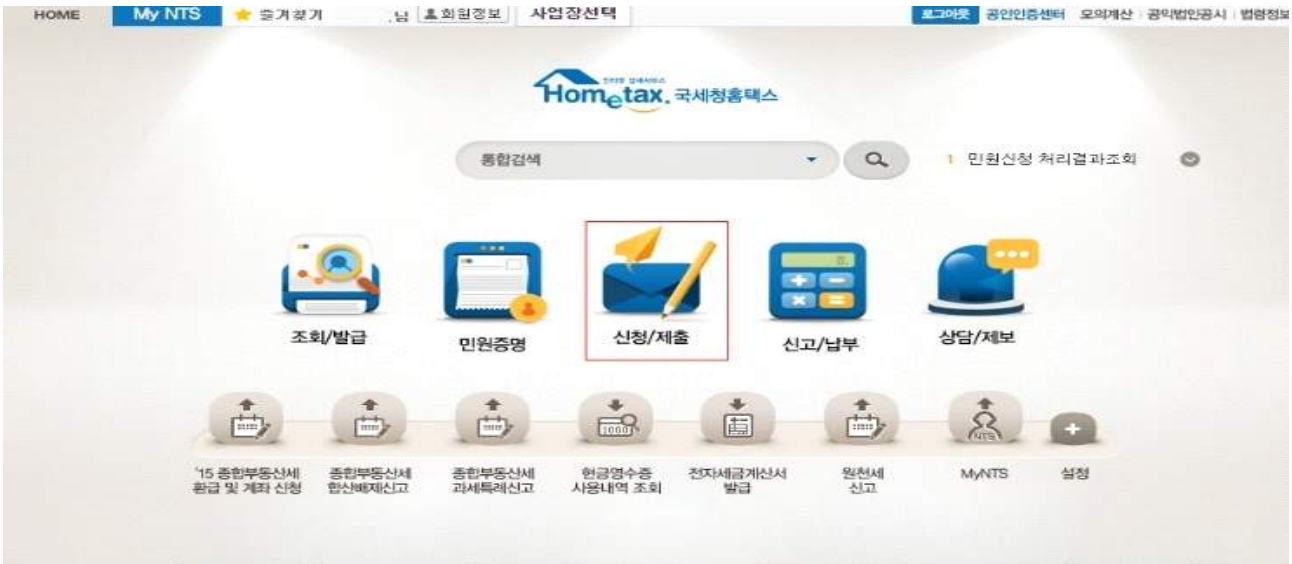 HOME My NTS 즐겨찾기 님 회원정보 사업장선택 로그아웃 공인인증센터 모의계산 공익법인공시 법령정보
Hometax. 국세청홈택스
통합검색 1 민원신청 처리결과조회
조회/발급 민원증명 신청/제출 신고/납부 상담/제보
'15 종합부동산세 종합부동산세 종합부동산세 현금영수증 전자세금계산서 원천세 MyNTS 설정
환급 및 계좌 신청 합산배제신고 과세특례신고 사용내역 조회 발급 신고